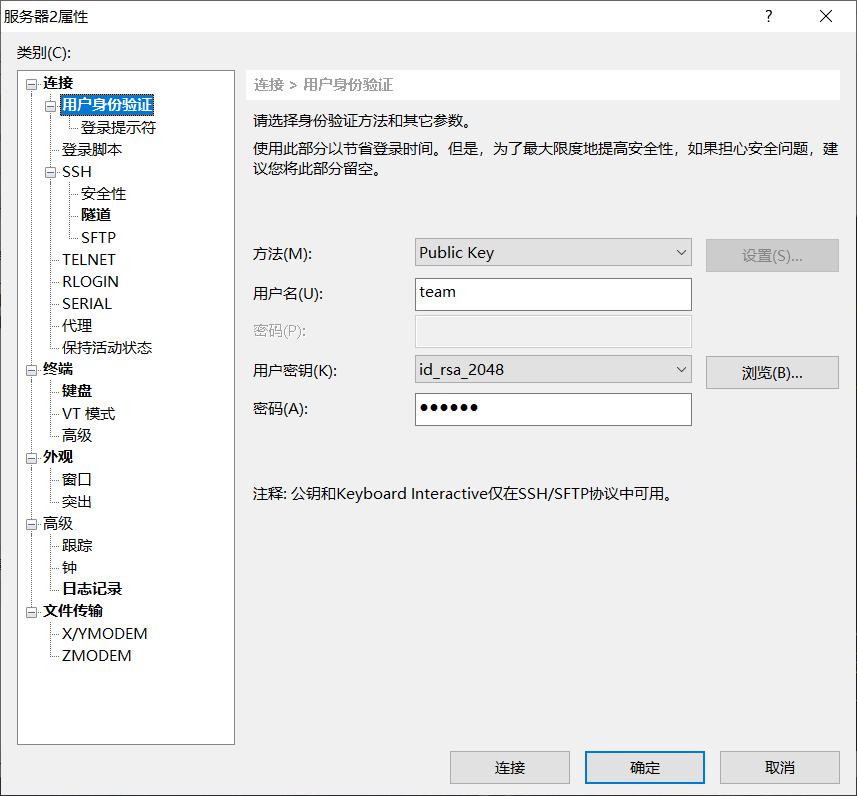 服务器2属性
?
类别(C):
连接
用户身份验证
登录提示符
登录脚本
SSH
安全性
隧道
SFTP
TELNET
RLOGIN
SERIAL
代理
保持活动状态
终端
键盘
VT 模式
高级
外观
窗口
突出
高级
跟踪
钟
日志记录
文件传输
X/YMODEM
ZMODEM
连接 > 用户身份验证
请选择身份验证方法和其它参数。
使用此部分以节省登录时间。但是，为了最大限度地提高安全性，如果担心安全问题，建
议您将此部分留空。
方法(M): Public Key 设置(S)...
用户名(U): team
密码(P):
用户密钥(K): id_rsa_2048 浏览(B)...
密码(A): ●●●●●●
注释: 公钥和Keyboard Interactive仅在SSH/SFTP协议中可用。
连接 确定 取消